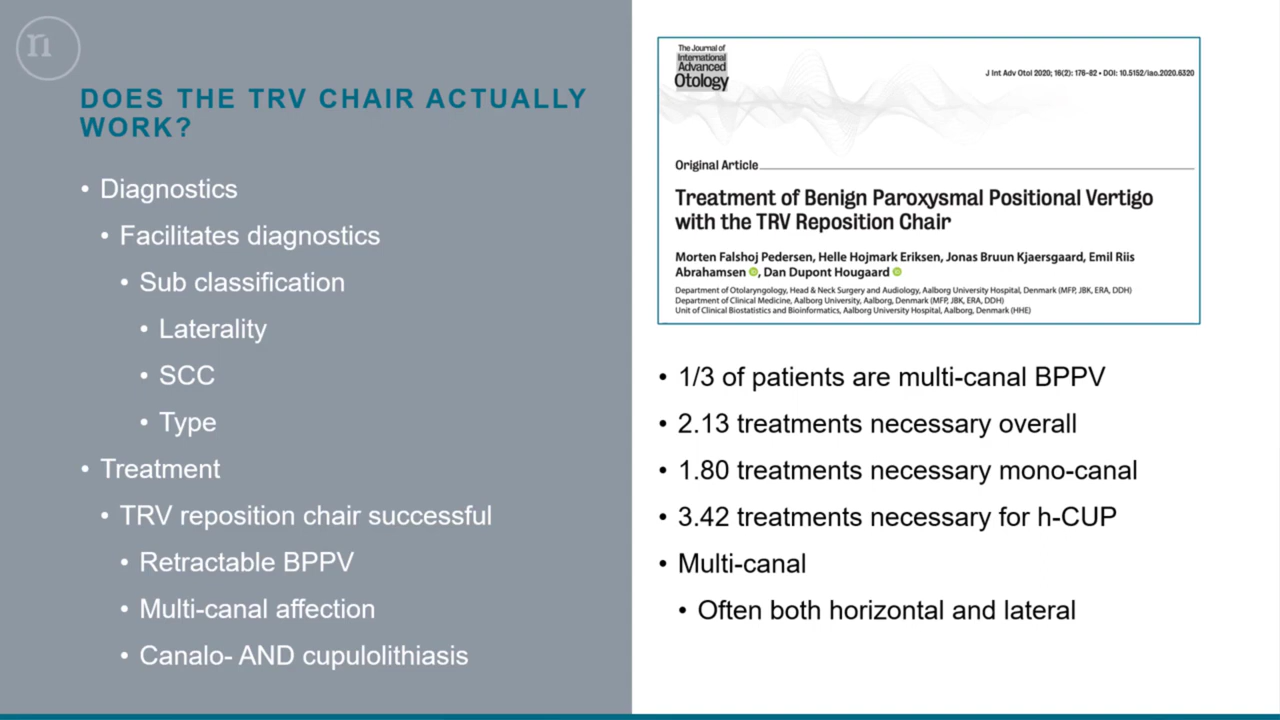 n
DOES THE TRV CHAIR ACTUALLY
WORK?
• Diagnostics
• Facilitates diagnostics
• Sub classification
• Laterality
• SCC
• Type
• Treatment
• TRV reposition chair successful
• Retractable BPPV
• Multi-canal affection
• Canalo- AND cupulolithiasis
The Journal of
International
Advanced
Otology
J Int Adv Otol 2020; 16(2): 176-82 • DOI: 10.5152/iao.2020.6320
Original Article
Treatment of Benign Paroxysmal Positional Vertigo
with the TRV Reposition Chair
Morten Falshoj Pedersen, Helle Hojmark Eriksen, Jonas Bruun Kjaersgaard, Emil Riis
Abrahamsen, Dan Dupont Hougaard
Department of Otolaryngology, Head & Neck Surgery and Audiology, Aalborg University Hospital, Denmark (MFP, JBK, ERA, DDH)
Department of Clinical Medicine, Aalborg University, Aalborg, Denmark (MFP, JBK, ERA, DDH)
Unit of Clinical Biostatistics and Bioinformatics, Aalborg University Hospital, Aalborg, Denmark (HHE)
• 1/3 of patients are multi-canal BPPV
• 2.13 treatments necessary overall
• 1.80 treatments necessary mono-canal
• 3.42 treatments necessary for h-CUP
• Multi-canal
• Often both horizontal and lateral